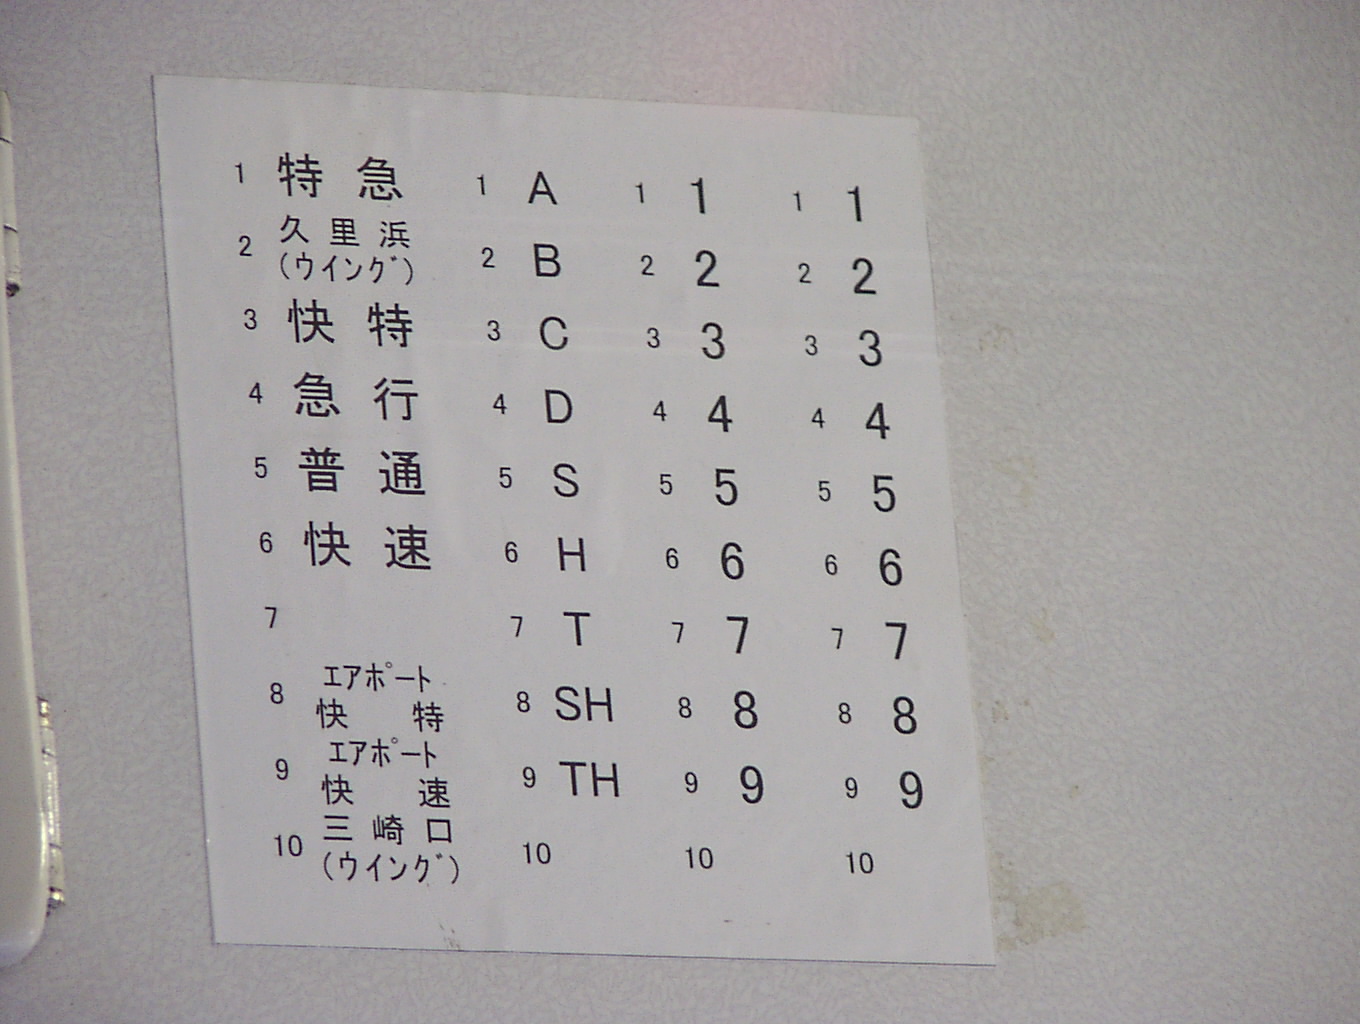 1 特急 1 A 1 1 1 1
2 久里浜 2 B 2 2 2 2
(ウイング)
3 快特 3 C 3 3 3 3
4 急行 4 D 4 4 4 4
5 普通 5 S 5 5 5 5
6 快速 6 H 6 6 6 6
7 7 T 7 7 7 7
エアポート
8 快特 8 SH 8 8 8 8
エアポート
9 快速 9 TH 9 9 9 9
三崎口
10 (ウイング) 10 10 10